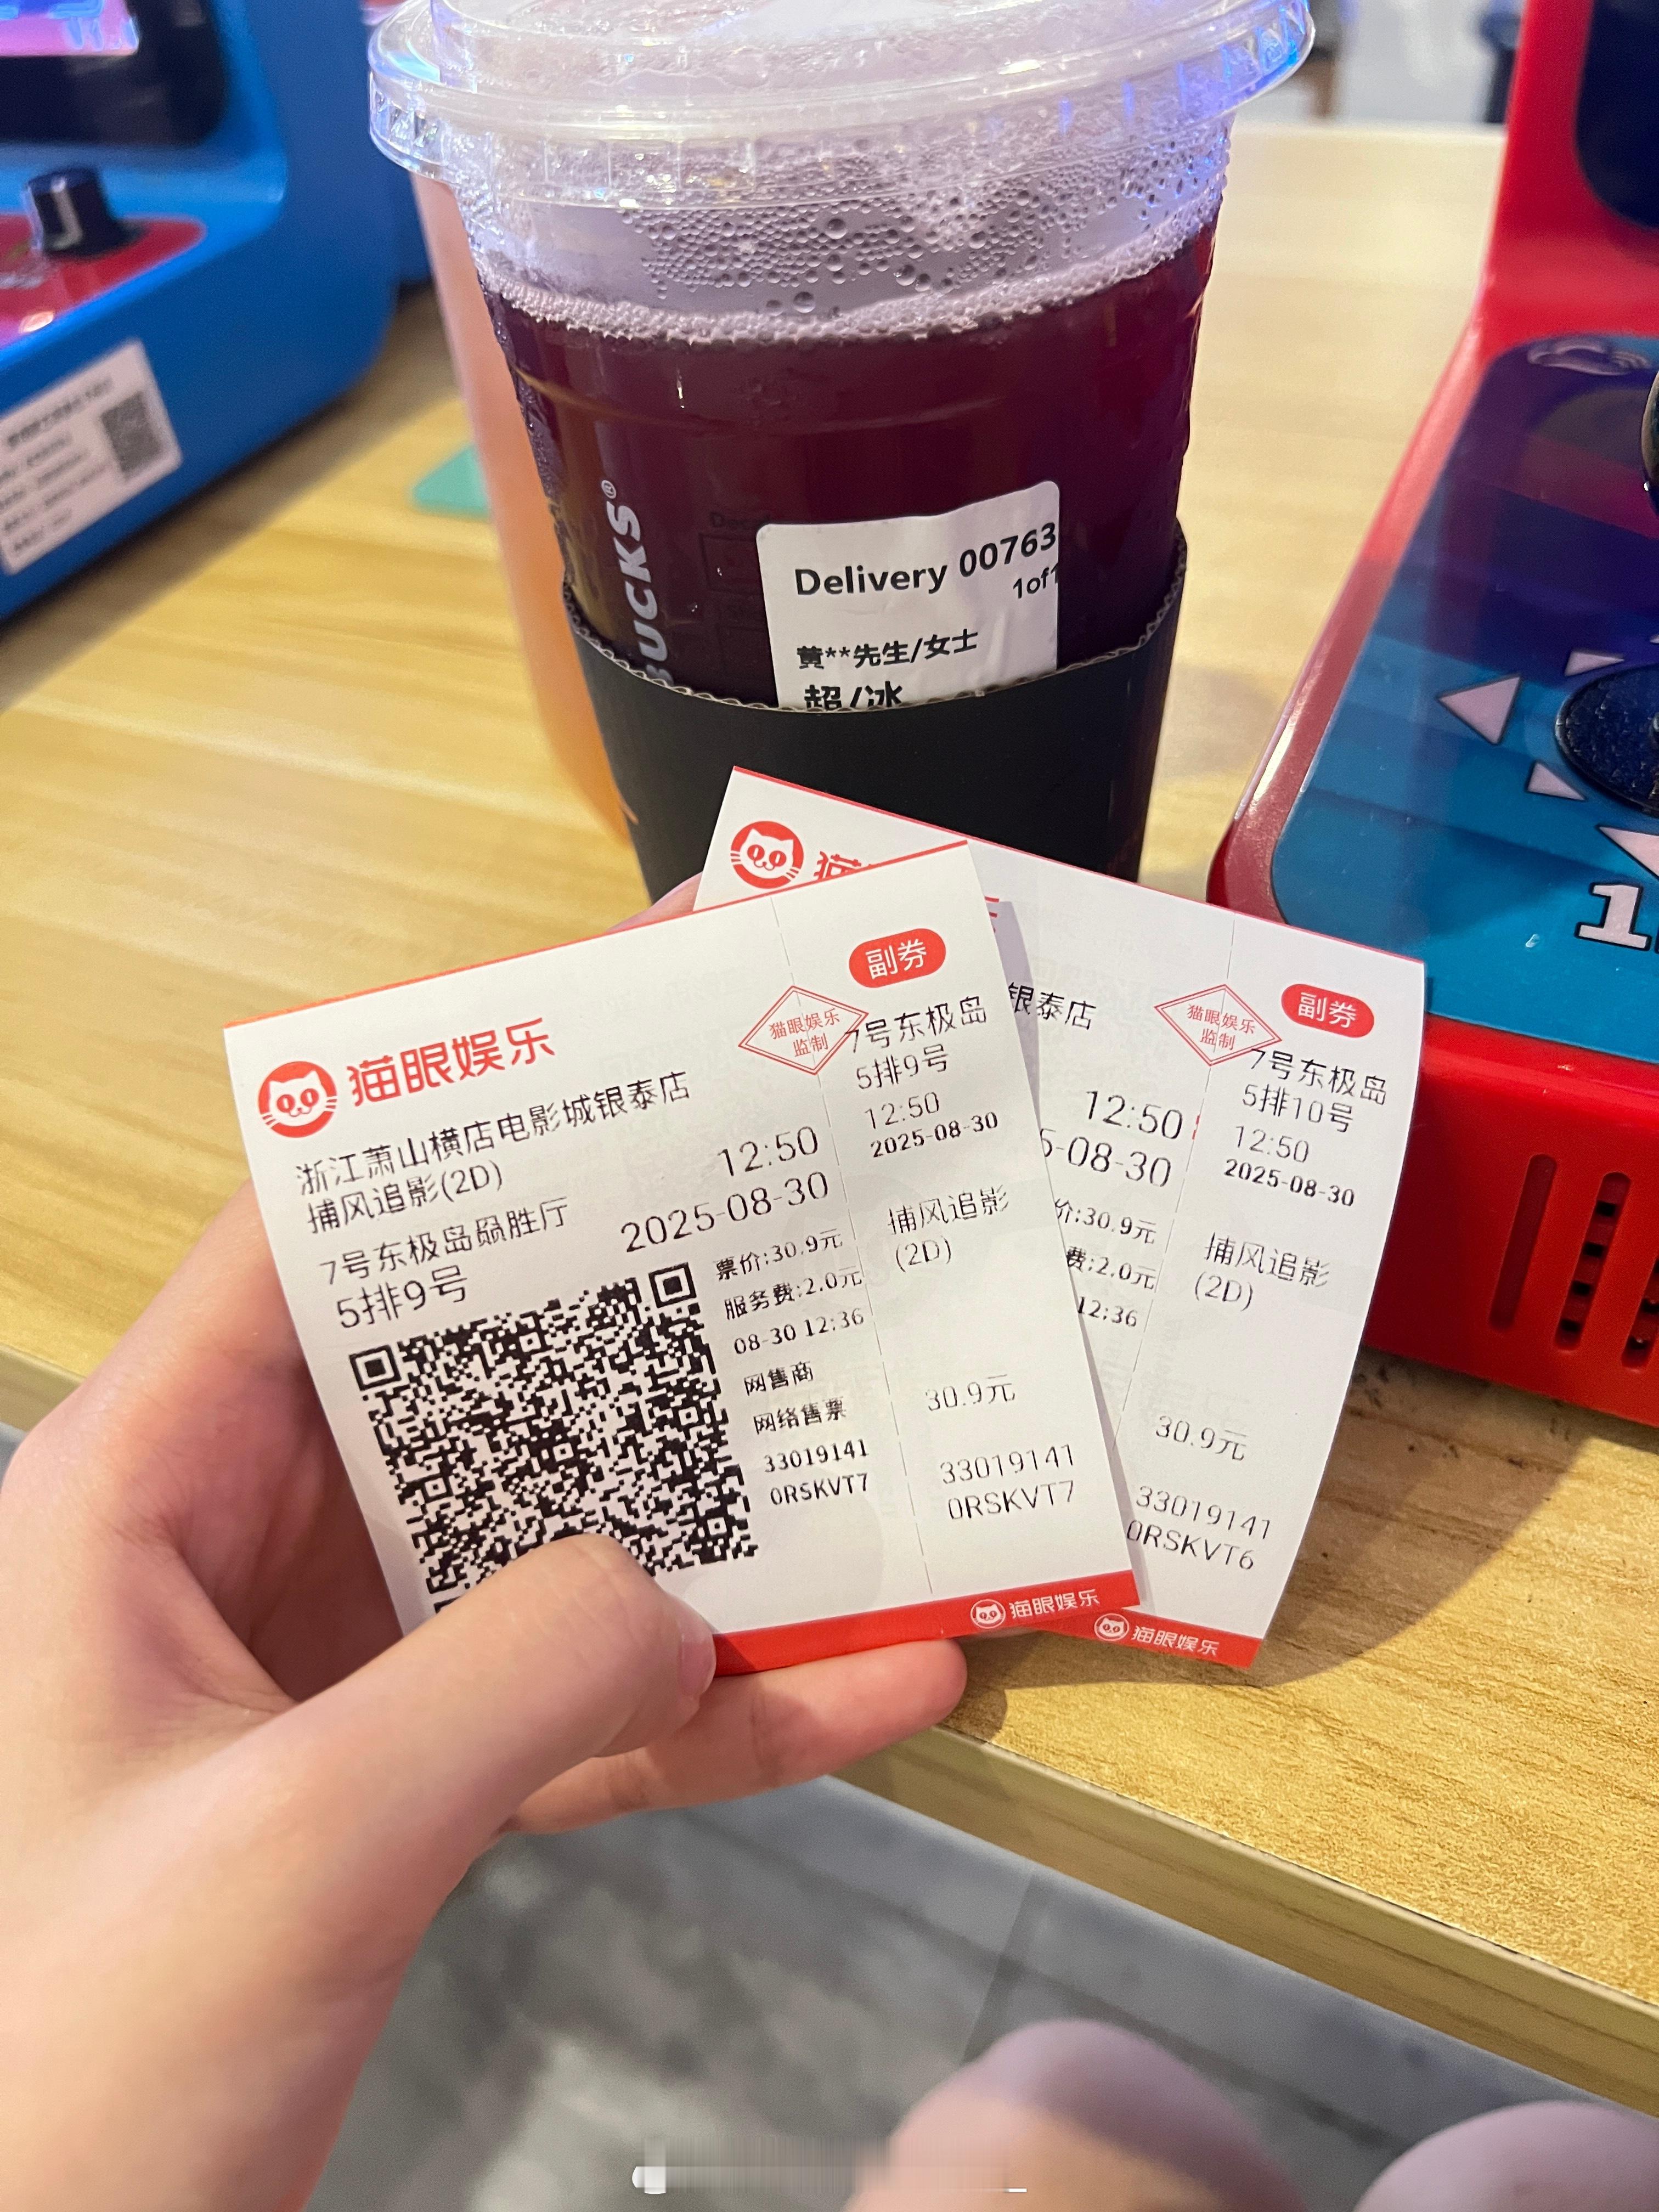 BUCKS®
Delivery 00763
1of1
黄**先生/女士
超/冰
猫眼娱乐
浙江萧山横店电影城银泰店
捕风追影(2D)
12:50
7号东极岛赑胜厅
2025-08-30
5排9号
票价:30.9元
服务费:2.0元
08-30 12:36
网售商
网络售票
33019141
0RSKVT7
猫眼娱乐
监制
副券
7号东极岛
5排9号
12:50
2025-08-30
捕风追影
(2D)
30.9元
33019141
0RSKVT7
猫眼娱乐
银泰店
12:50
5-08-30
价:30.9元
费:2.0元
12:36
猫眼娱乐
监制
副券
7号东极岛
5排10号
12:50
2025-08-30
捕风追影
(2D)
30.9元
33019141
0RSKVT6
猫眼娱乐